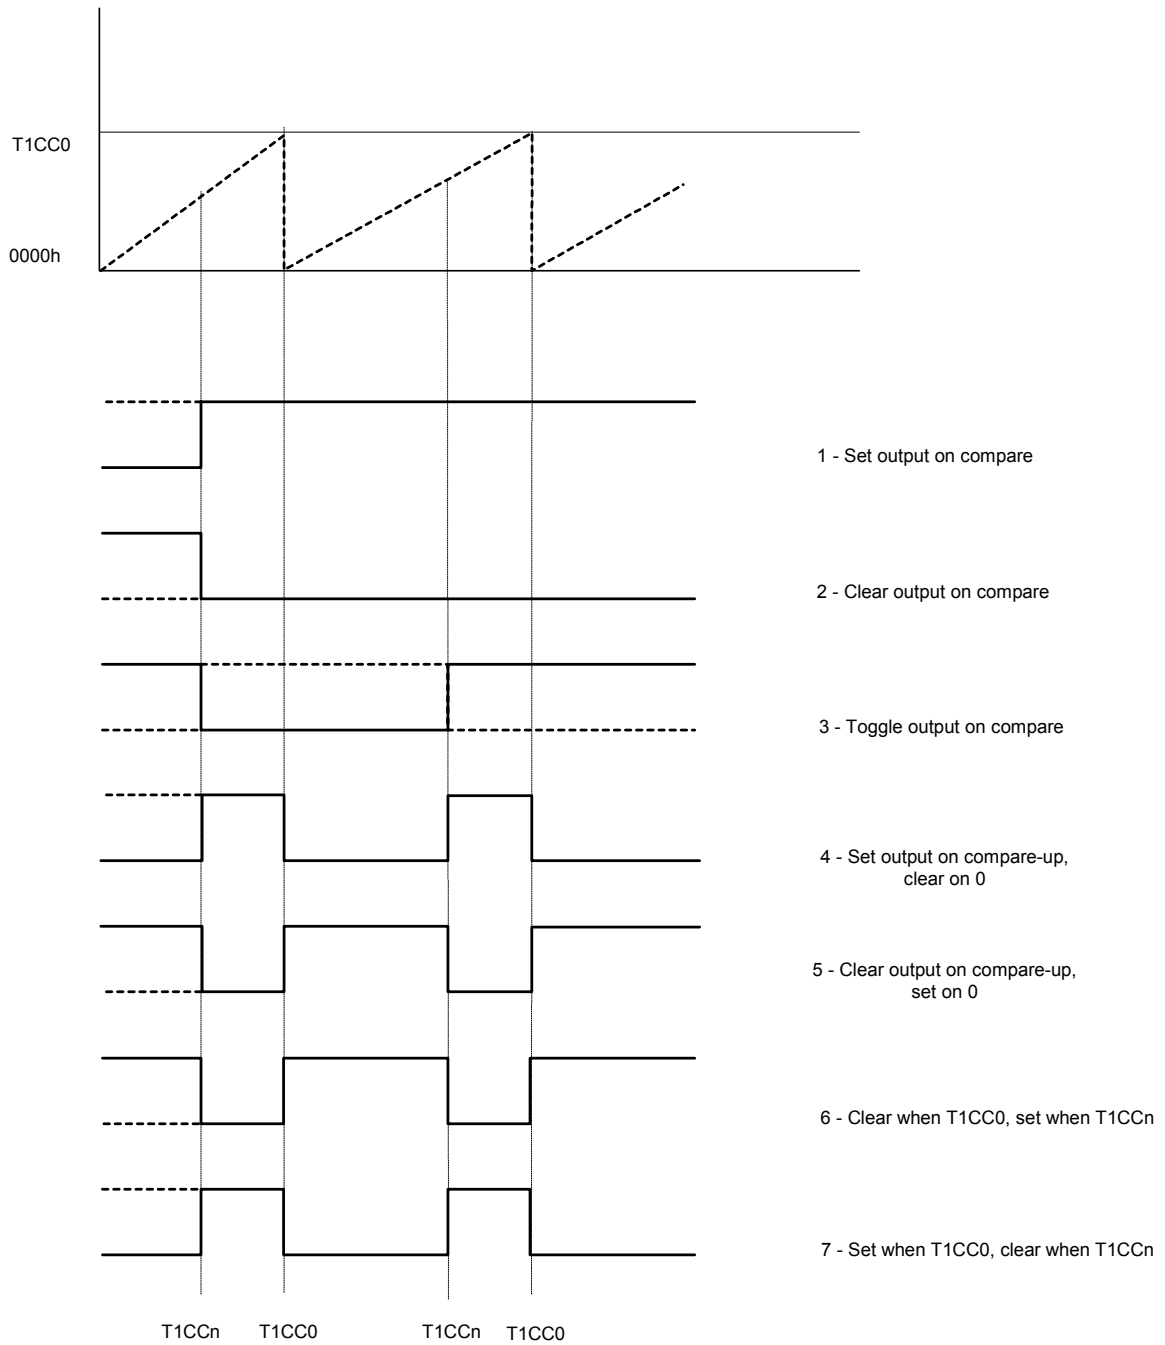 T1CC0
0000h
1 - Set output on compare
2 - Clear output on compare
3 - Toggle output on compare
4 - Set output on compare-up,
clear on 0
5 - Clear output on compare-up,
set on 0
6 - Clear when T1CC0, set when T1CCn
7 - Set when T1CC0, clear when T1CCn
T1CCn T1CC0 T1CCn T1CC0